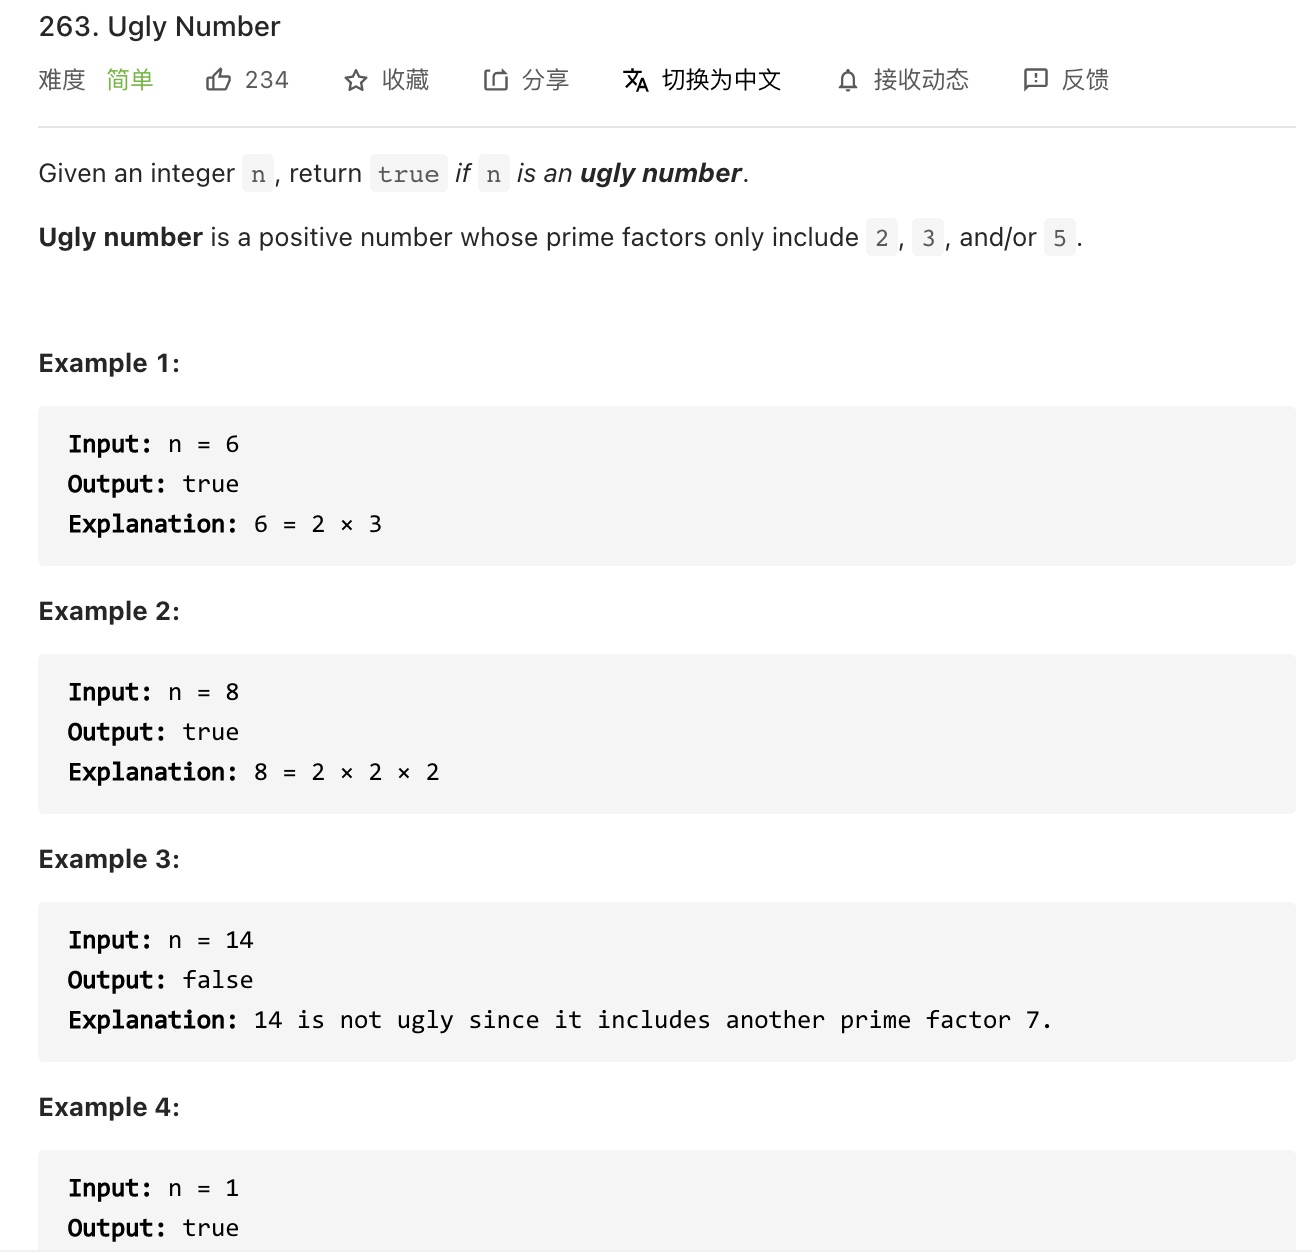 263. Ugly Number
难度 简单 234 收藏 分享 切换为中文 接收动态 反馈
Given an integer n, return true if n is an ugly number.
Ugly number is a positive number whose prime factors only include 2, 3, and/or 5.
Example 1:
Input: n = 6
Output: true
Explanation: 6 = 2 × 3
Example 2:
Input: n = 8
Output: true
Explanation: 8 = 2 × 2 × 2
Example 3:
Input: n = 14
Output: false
Explanation: 14 is not ugly since it includes another prime factor 7.
Example 4:
Input: n = 1
Output: true